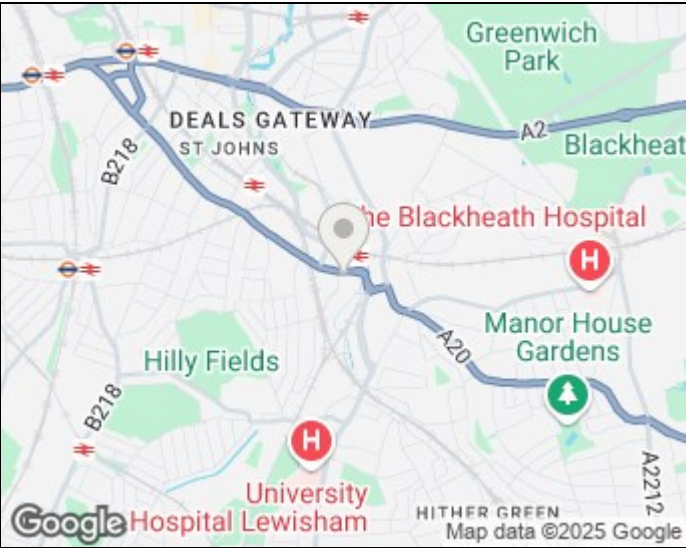 Greenwich
Park
A2
DEALS GATEWAY
ST JOHNS
B218
Blackheat
he Blackheath Hospital
H
Manor House
Gardens
A20
Hilly Fields
B218
H
University
Hospital Lewisham
A2212
HITHER GREEN
Google
Map data ©2025 Google